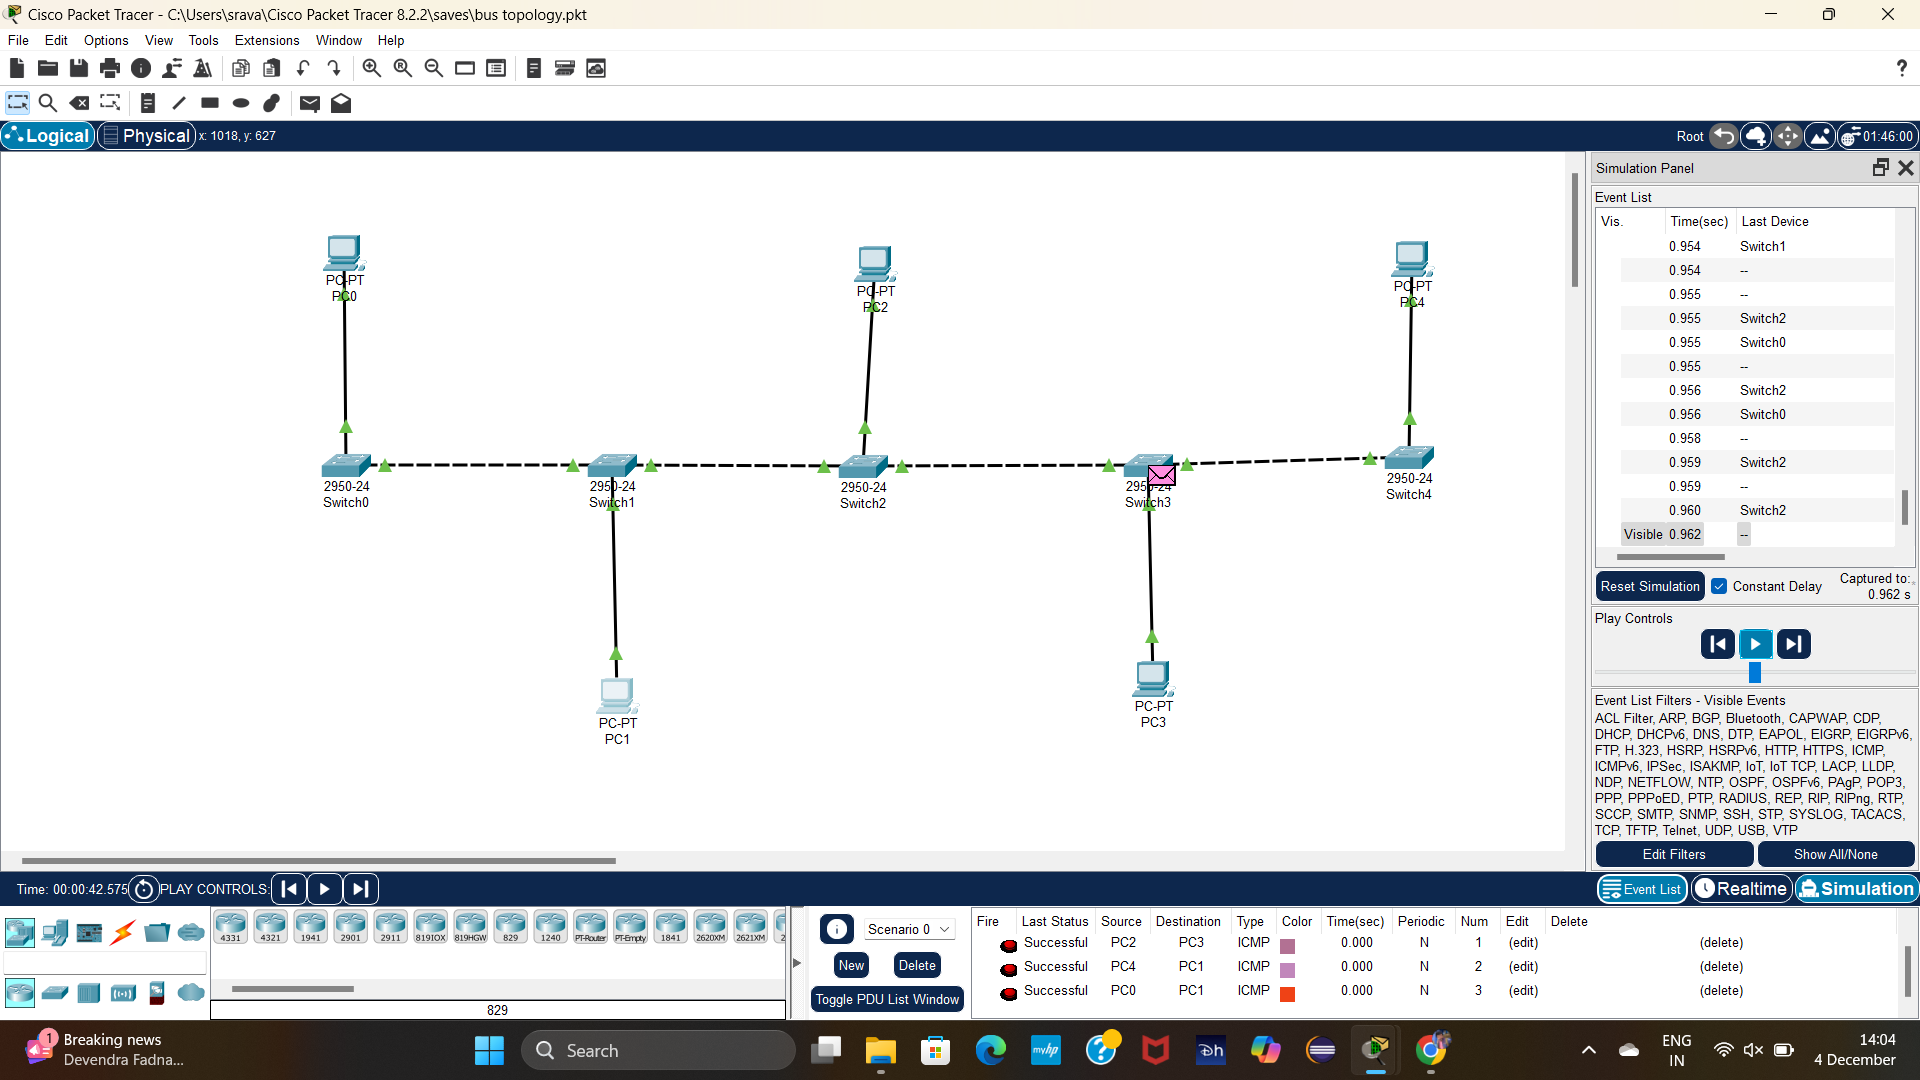 Cisco Packet Tracer - C:\Users\srava\Cisco Packet Tracer 8.2.2\saves\bus topology.pkt
File Edit Options View Tools Extensions Window Help
?
Logical Physical x: 1018, y: 627
Root 01:46:00
Simulation Panel
Event List
Vis. Time(sec) Last Device
0.954 Switch1
0.954 --
0.955 --
0.955 Switch2
0.955 Switch0
0.955 --
0.956 Switch2
0.956 Switch0
0.958 --
0.959 Switch2
0.959 --
0.960 Switch2
Visible 0.962 --
Reset Simulation Constant Delay Captured to:
0.962 s
Play Controls
Event List Filters - Visible Events
ACL Filter, ARP, BGP, Bluetooth, CAPWAP, CDP,
DHCP, DHCPv6, DNS, DTP, EAPOL, EIGRP, EIGRPv6,
FTP, H.323, HSRP, HSRPv6, HTTP, HTTPS, ICMP,
ICMPv6, IPSec, ISAKMP, IoT, IoT TCP, LACP, LLDP,
NDP, NETFLOW, NTP, OSPF, OSPFv6, PAgP, POP3,
PPP, PPPoED, PTP, RADIUS, REP, RIP, RIPng, RTP,
SCCP, SMTP, SNMP, SSH, STP, SYSLOG, TACACS,
TCP, TFTP, Telnet, UDP, USB, VTP
Edit Filters Show All/None
PC-PT
PC0
PC-PT
PC2
PC-PT
PC4
2950-24
Switch0
2950-24
Switch1
2950-24
Switch2
2950-24
Switch3
2950-24
Switch4
PC-PT
PC1
PC-PT
PC3
Time: 00:00:42.575 PLAY CONTROLS:
Event List Realtime Simulation
4331 4321 1941 2901 2911 819IOX 819HGW 829 1240 PT-Router PT-Empty 1841 2620XM 2621XM 2
829
Scenario 0
New Delete
Toggle PDU List Window
Fire Last Status Source Destination Type Color Time(sec) Periodic Num Edit Delete
Successful PC2 PC3 ICMP 0.000 N 1 (edit) (delete)
Successful PC4 PC1 ICMP 0.000 N 2 (edit) (delete)
Successful PC0 PC1 ICMP 0.000 N 3 (edit) (delete)
1
Breaking news
Devendra Fadna...
Search
myhp
?
Dh
ENG
IN
14:04
4 December